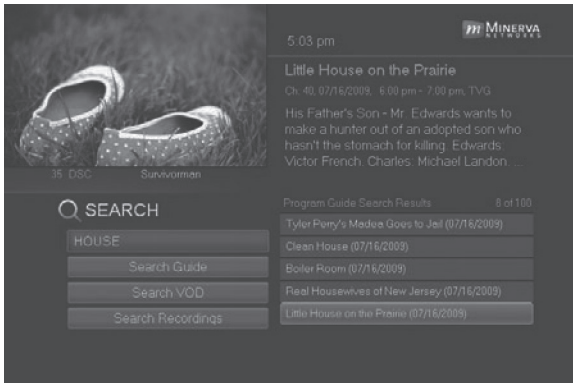 5:03 pm
m MINERVA
NETWORKS
Little House on the Prairie
Ch. 40, 07/16/2009, 6:00 pm - 7:00 pm, TVG
His Father's Son - Mr. Edwards wants to
make a hunter out of an adopted son who
hasn't the stomach for killing. Edwards:
Victor French. Charles: Michael Landon. ...
35 DSC Survivorman
SEARCH
HOUSE
Search Guide
Search VOD
Search Recordings
Program Guide Search Results 8 of 100
Tyler Perry's Madea Goes to Jail (07/16/2009)
Clean House (07/16/2009)
Boiler Room (07/16/2009)
Real Housewives of New Jersey (07/16/2009)
Little House on the Prairie (07/16/2009)